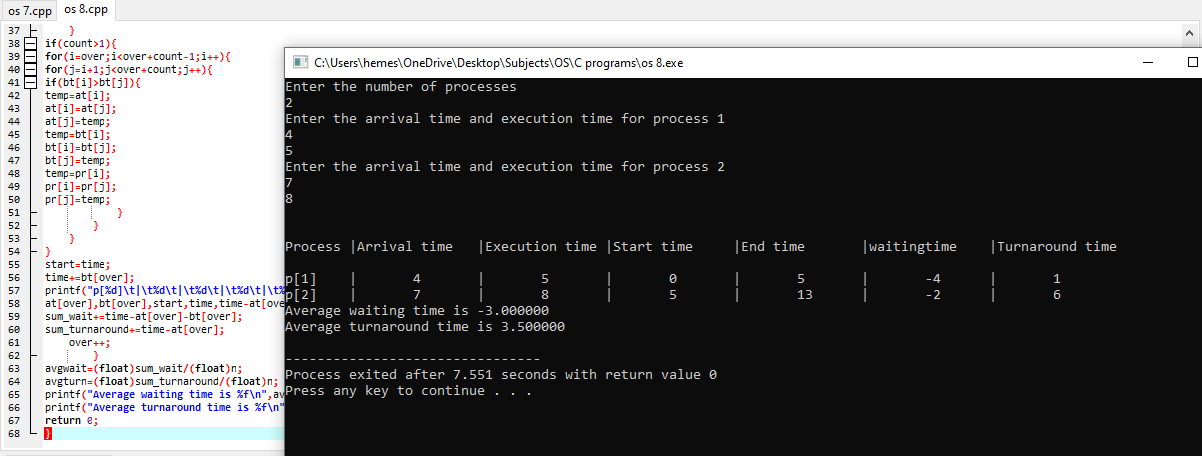 os 7.cpp os 8.cpp
37 }
38 if(count>1){
39 for(i=over;i<over+count-1;i++){
40 for(j=i+1;j<over+count;j++){
41 if(bt[i]>bt[j]){
42 temp=at[i];
43 at[i]=at[j];
44 at[j]=temp;
45 temp=bt[i];
46 bt[i]=bt[j];
47 bt[j]=temp;
48 temp=pr[i];
49 pr[i]=pr[j];
50 pr[j]=temp;
51 }
52 }
53 }
54 }
55 start=time;
56 time+=bt[over];
57 printf("p[%d]\t|\t%d\t|\t%d\t|\t%d\t|\t%
58 at[over],bt[over],start,time,time-at[ove
59 sum_wait+=time-at[over]-bt[over];
60 sum_turnaround+=time-at[over];
61 over++;
62 }
63 avgwait=(float)sum_wait/(float)n;
64 avgturn=(float)sum_turnaround/(float)n;
65 printf("Average waiting time is %f\n",av
66 printf("Average turnaround time is %f\n"
67 return 0;
68 }
C:\Users\hemes\OneDrive\Desktop\Subjects\OS\C programs\os 8.exe
Enter the number of processes
2
Enter the arrival time and execution time for process 1
4
5
Enter the arrival time and execution time for process 2
7
8
Process |Arrival time |Execution time |Start time |End time |waitingtime |Turnaround time
p[1] | 4 | 5 | 0 | 5 | -4 | 1
p[2] | 7 | 8 | 5 | 13 | -2 | 6
Average waiting time is -3.000000
Average turnaround time is 3.500000
--------------------------------
Process exited after 7.551 seconds with return value 0
Press any key to continue . . .